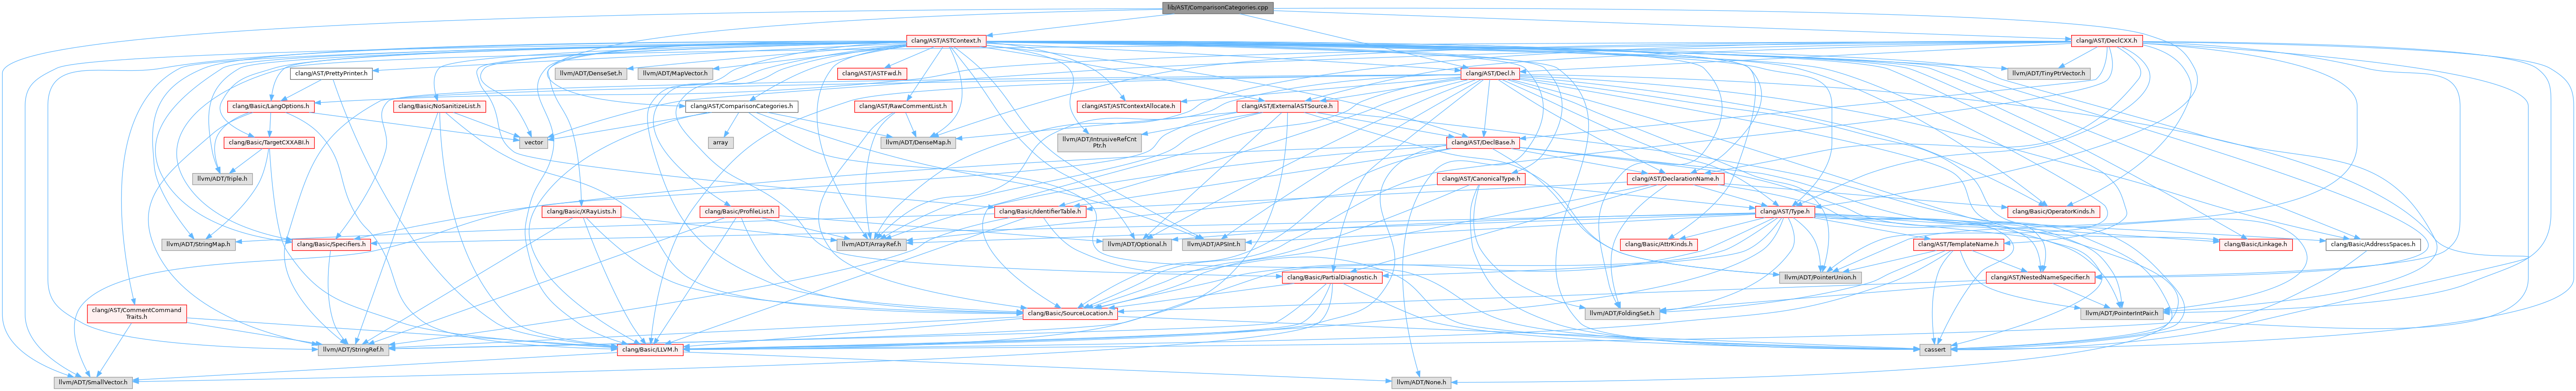 lib/AST/ComparisonCategories.cpp
clang/AST/ASTContext.h
clang/AST/DeclCXX.h
clang/AST/PrettyPrinter.h
llvm/ADT/DenseSet.h
llvm/ADT/MapVector.h
clang/AST/ASTFwd.h
clang/AST/Decl.h
llvm/ADT/TinyPtrVector.h
clang/Basic/LangOptions.h
clang/Basic/NoSanitizeList.h
clang/AST/ComparisonCategories.h
clang/AST/RawCommentList.h
clang/AST/ASTContextAllocate.h
clang/AST/ExternalASTSource.h
clang/Basic/TargetCXXABI.h
vector
array
llvm/ADT/DenseMap.h
llvm/ADT/IntrusiveRefCnt
Ptr.h
clang/AST/DeclBase.h
llvm/ADT/Triple.h
clang/AST/CanonicalType.h
clang/AST/DeclarationName.h
clang/Basic/XRayLists.h
clang/Basic/ProfileList.h
clang/Basic/IdentifierTable.h
clang/AST/Type.h
clang/Basic/OperatorKinds.h
llvm/ADT/StringMap.h
clang/Basic/Specifiers.h
llvm/ADT/ArrayRef.h
llvm/ADT/Optional.h
llvm/ADT/APSInt.h
clang/Basic/AttrKinds.h
clang/AST/TemplateName.h
clang/Basic/Linkage.h
clang/Basic/AddressSpaces.h
clang/Basic/PartialDiagnostic.h
llvm/ADT/PointerUnion.h
clang/AST/NestedNameSpecifier.h
clang/AST/CommentCommand
Traits.h
clang/Basic/SourceLocation.h
llvm/ADT/FoldingSet.h
llvm/ADT/PointerIntPair.h
llvm/ADT/StringRef.h
clang/Basic/LLVM.h
cassert
llvm/ADT/SmallVector.h
llvm/ADT/None.h